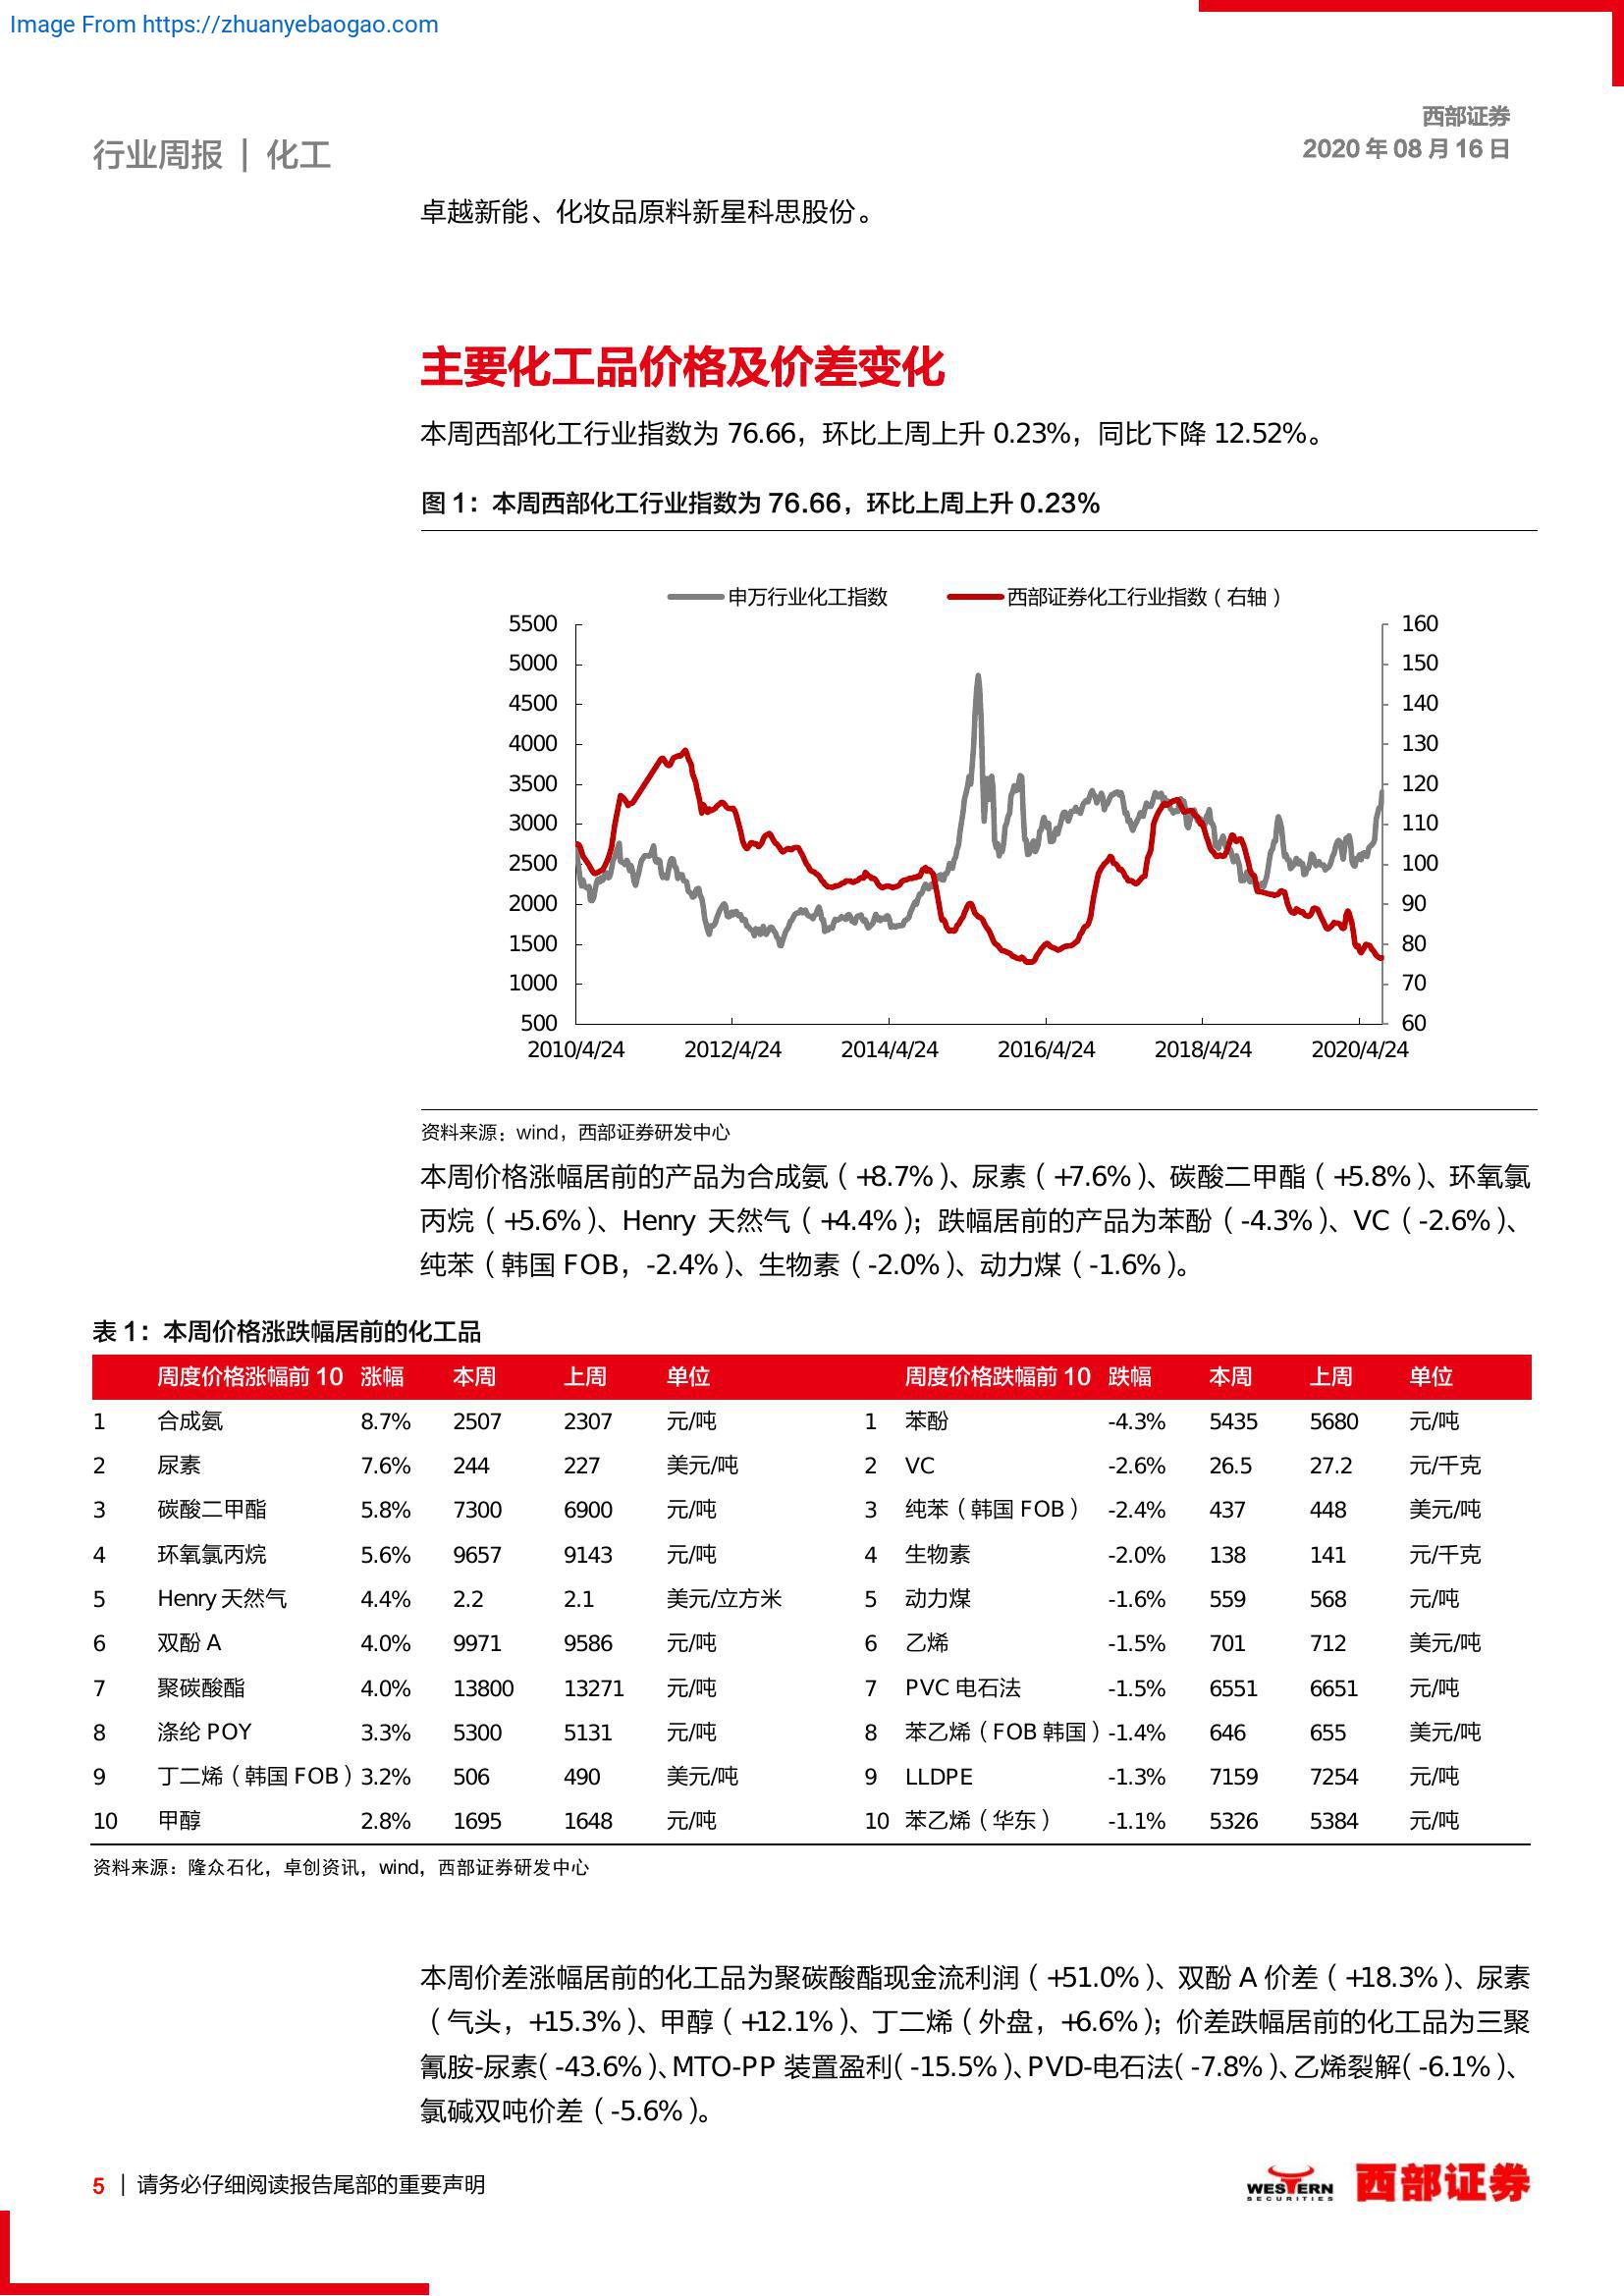 Image From https://zhuanyebaogao.com
西部证券
行业周报 | 化工
2020 年 08 月 16 日
卓越新能、化妆品原料新星科思股份。
主要化工品价格及价差变化
本周西部化工行业指数为 76.66，环比上周上升 0.23%，同比下降 12.52%。
图 1：本周西部化工行业指数为 76.66，环比上周上升 0.23%
申万行业化工指数 西部证券化工行业指数（右轴）
5500 160
5000 150
4500 140
4000 130
3500 120
3000 110
2500 100
2000 90
1500 80
1000 70
500 60
2010/4/24 2012/4/24 2014/4/24 2016/4/24 2018/4/24 2020/4/24
资料来源：wind，西部证券研发中心
本周价格涨幅居前的产品为合成氨（+8.7%）、尿素（+7.6%）、碳酸二甲酯（+5.8%）、环氧氯
丙烷（+5.6%）、Henry 天然气（+4.4%）；跌幅居前的产品为苯酚（-4.3%）、VC（-2.6%）、
纯苯（韩国 FOB，-2.4%）、生物素（-2.0%）、动力煤（-1.6%）。
表 1：本周价格涨跌幅居前的化工品
周度价格涨幅前 10 涨幅 本周 上周 单位 周度价格跌幅前 10 跌幅 本周 上周 单位
1 合成氨 8.7% 2507 2307 元/吨 1 苯酚 -4.3% 5435 5680 元/吨
2 尿素 7.6% 244 227 美元/吨 2 VC -2.6% 26.5 27.2 元/千克
3 碳酸二甲酯 5.8% 7300 6900 元/吨 3 纯苯（韩国 FOB） -2.4% 437 448 美元/吨
4 环氧氯丙烷 5.6% 9657 9143 元/吨 4 生物素 -2.0% 138 141 元/千克
5 Henry 天然气 4.4% 2.2 2.1 美元/立方米 5 动力煤 -1.6% 559 568 元/吨
6 双酚 A 4.0% 9971 9586 元/吨 6 乙烯 -1.5% 701 712 美元/吨
7 聚碳酸酯 4.0% 13800 13271 元/吨 7 PVC 电石法 -1.5% 6551 6651 元/吨
8 涤纶 POY 3.3% 5300 5131 元/吨 8 苯乙烯（FOB 韩国） -1.4% 646 655 美元/吨
9 丁二烯（韩国 FOB） 3.2% 506 490 美元/吨 9 LLDPE -1.3% 7159 7254 元/吨
10 甲醇 2.8% 1695 1648 元/吨 10 苯乙烯（华东） -1.1% 5326 5384 元/吨
资料来源：隆众石化，卓创资讯，wind，西部证券研发中心
本周价差涨幅居前的化工品为聚碳酸酯现金流利润（+51.0%）、双酚 A 价差（+18.3%）、尿素
（气头，+15.3%）、甲醇（+12.1%）、丁二烯（外盘，+6.6%）；价差跌幅居前的化工品为三聚
氰胺-尿素（-43.6%）、MTO-PP 装置盈利（-15.5%）、PVD-电石法（-7.8%）、乙烯裂解（-6.1%）、
氯碱双吨价差（-5.6%）。
5 | 请务必仔细阅读报告尾部的重要声明
WESTERN
SECURITIES
西部证券